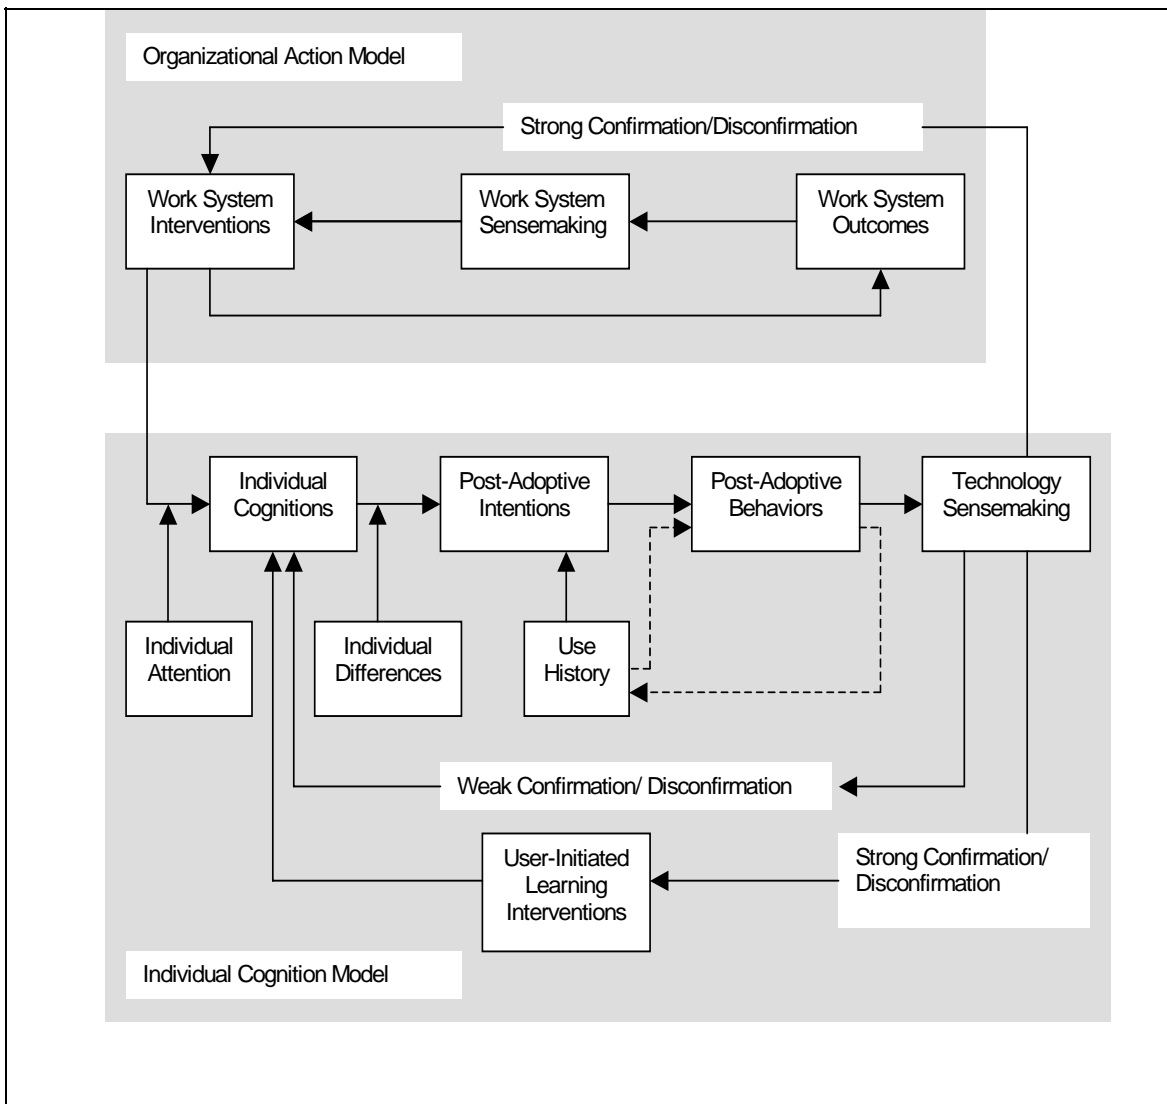 Organizational Action Model
Strong Confirmation/Disconfirmation
Work System
Interventions
Work System
Sensemaking
Work System
Outcomes
Individual
Cognitions
Post-Adoptive
Intentions
Post-Adoptive
Behaviors
Technology
Sensemaking
Individual
Attention
Individual
Differences
Use
History
Weak Confirmation/ Disconfirmation
User-Initiated
Learning
Interventions
Strong Confirmation/
Disconfirmation
Individual Cognition Model